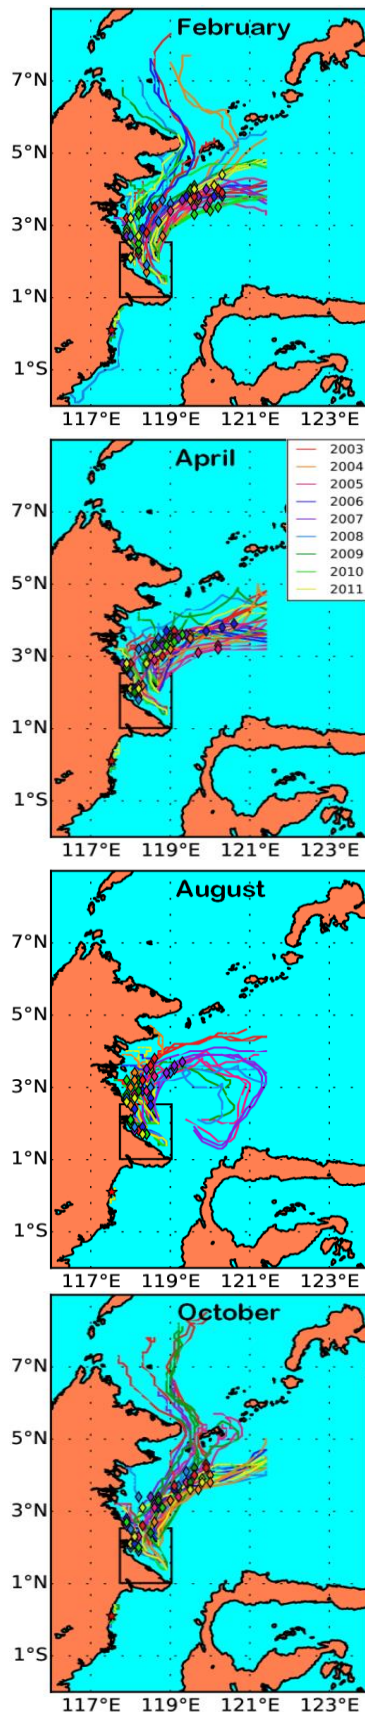 February
7°N
5°N
3°N
1°N
1°S
117°E 119°E 121°E 123°E
April
2003
2004
2005
2006
2007
2008
2009
2010
2011
7°N
5°N
3°N
1°N
1°S
117°E 119°E 121°E 123°E
August
7°N
5°N
3°N
1°N
1°S
117°E 119°E 121°E 123°E
October
7°N
5°N
3°N
1°N
1°S
117°E 119°E 121°E 123°E